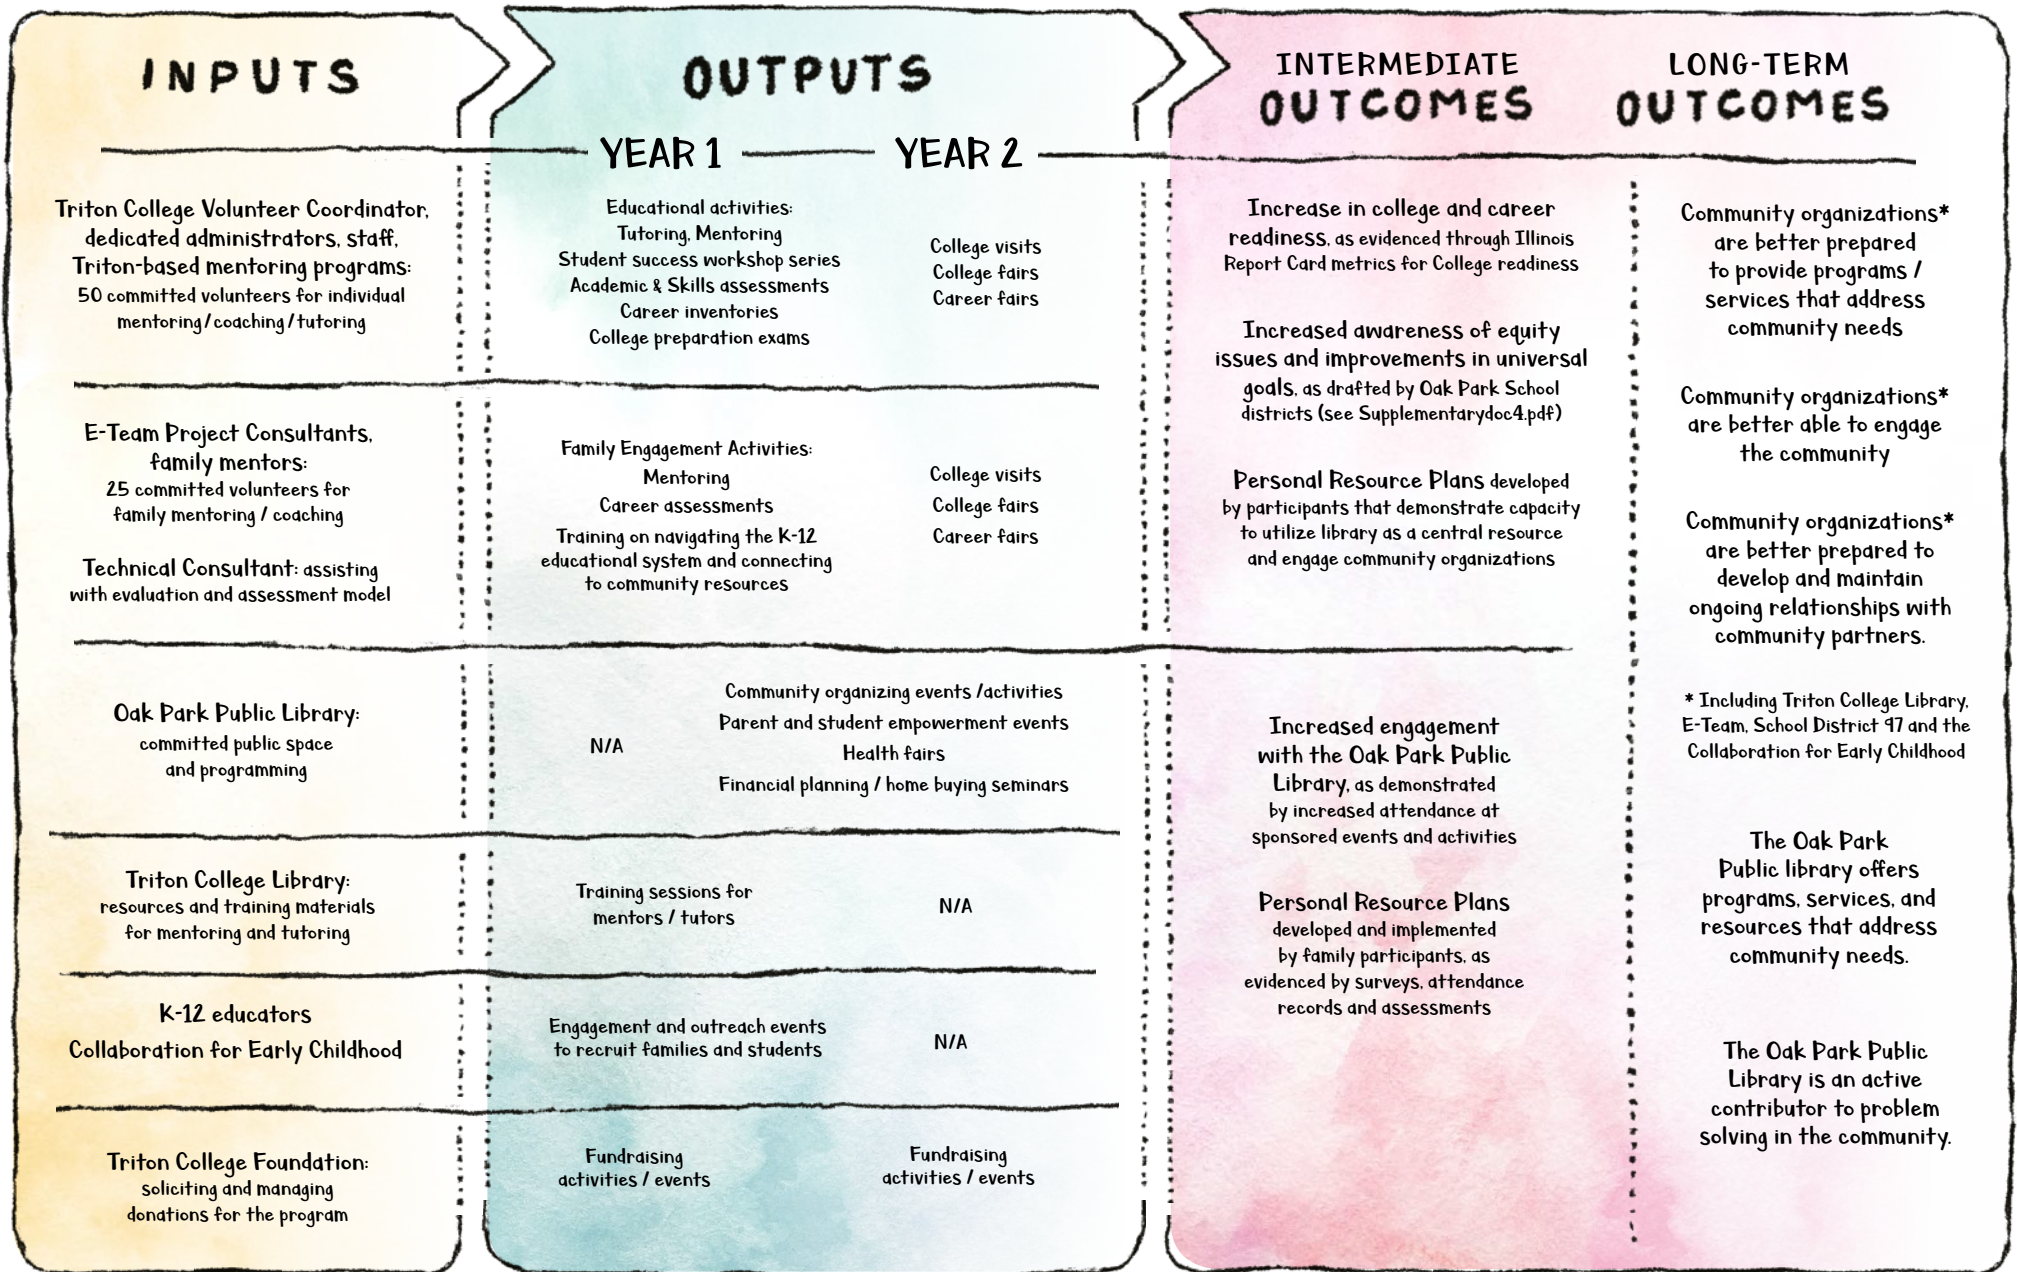 INPUTS
Triton College Volunteer Coordinator,
dedicated administrators, staff,
Triton-based mentoring programs:
50 committed volunteers for individual
mentoring / coaching / tutoring
E-Team Project Consultants,
family mentors:
25 committed volunteers for
family mentoring / coaching
Technical Consultant: assisting
with evaluation and assessment model
Oak Park Public Library:
committed public space
and programming
Triton College Library:
resources and training materials
for mentoring and tutoring
K-12 educators
Collaboration for Early Childhood
Triton College Foundation:
soliciting and managing
donations for the program
OUTPUTS
YEAR 1
YEAR 2
Educational activities:
Tutoring, Mentoring
Student success workshop series
Academic & Skills assessments
Career inventories
College preparation exams
College visits
College fairs
Career fairs
Family Engagement Activities:
Mentoring
Career assessments
Training on navigating the K-12
educational system and connecting
to community resources
College visits
College fairs
Career fairs
N/A
Community organizing events /activities
Parent and student empowerment events
Health fairs
Financial planning / home buying seminars
Training sessions for
mentors / tutors
N/A
Engagement and outreach events
to recruit families and students
N/A
Fundraising
activities / events
Fundraising
activities / events
INTERMEDIATE
OUTCOMES
Increase in college and career
readiness, as evidenced through Illinois
Report Card metrics for College readiness
Increased awareness of equity
issues and improvements in universal
goals, as drafted by Oak Park School
districts (see Supplementarydoc4.pdf)
Personal Resource Plans developed
by participants that demonstrate capacity
to utilize library as a central resource
and engage community organizations
Increased engagement
with the Oak Park Public
Library, as demonstrated
by increased attendance at
sponsored events and activities
Personal Resource Plans
developed and implemented
by family participants, as
evidenced by surveys, attendance
records and assessments
LONG-TERM
OUTCOMES
Community organizations*
are better prepared
to provide programs /
services that address
community needs
Community organizations*
are better able to engage
the community
Community organizations*
are better prepared to
develop and maintain
ongoing relationships with
community partners.
* Including Triton College Library,
E-Team, School District 97 and the
Collaboration for Early Childhood
The Oak Park
Public library offers
programs, services, and
resources that address
community needs.
The Oak Park Public
Library is an active
contributor to problem
solving in the community.